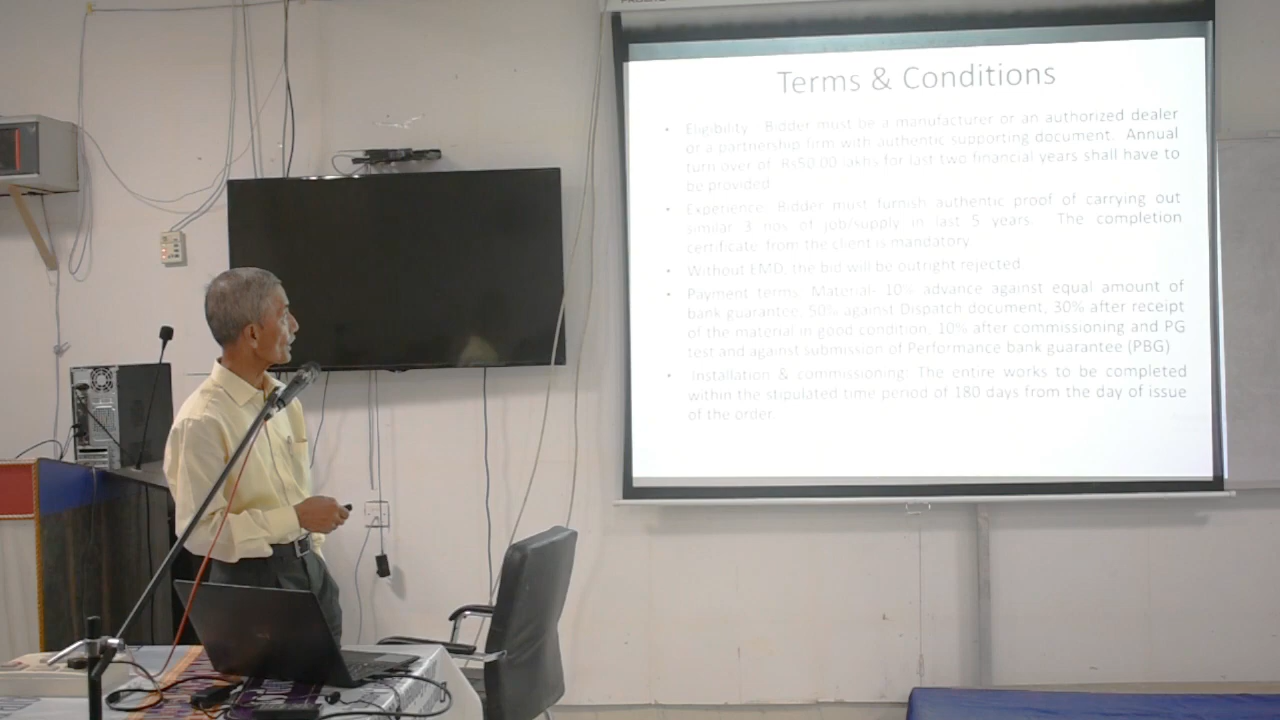 Terms & Conditions
• Eligibility: Bidder must be a manufacturer or an authorized dealer
or a partnership firm with authentic supporting document. Annual
turn over of Rs50.00 lakhs for last two financial years shall have to
be provided
• Experience: Bidder must furnish authentic proof of carrying out
similar 3 nos of job/supply in last 5 years. The completion
certificate from the client is mandatory
• Without EMD, the bid will be outright rejected.
• Payment terms: Material- 10% advance against equal amount of
bank guarantee, 50% against Dispatch document, 30% after receipt
of the material in good condition, 10% after commissioning and PG
test and against submission of Performance bank guarantee (PBG)
• Installation & commissioning: The entire works to be completed
within the stipulated time period of 180 days from the day of issue
of the order.